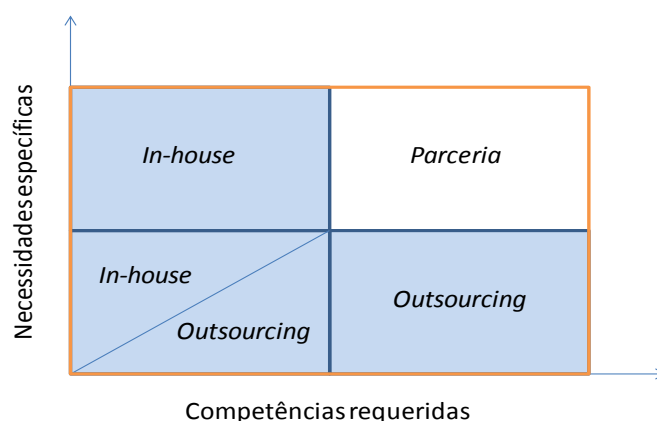 Necessidades específicas
In-house
Parceria
In-house
Outsourcing
Outsourcing
Competências requeridas